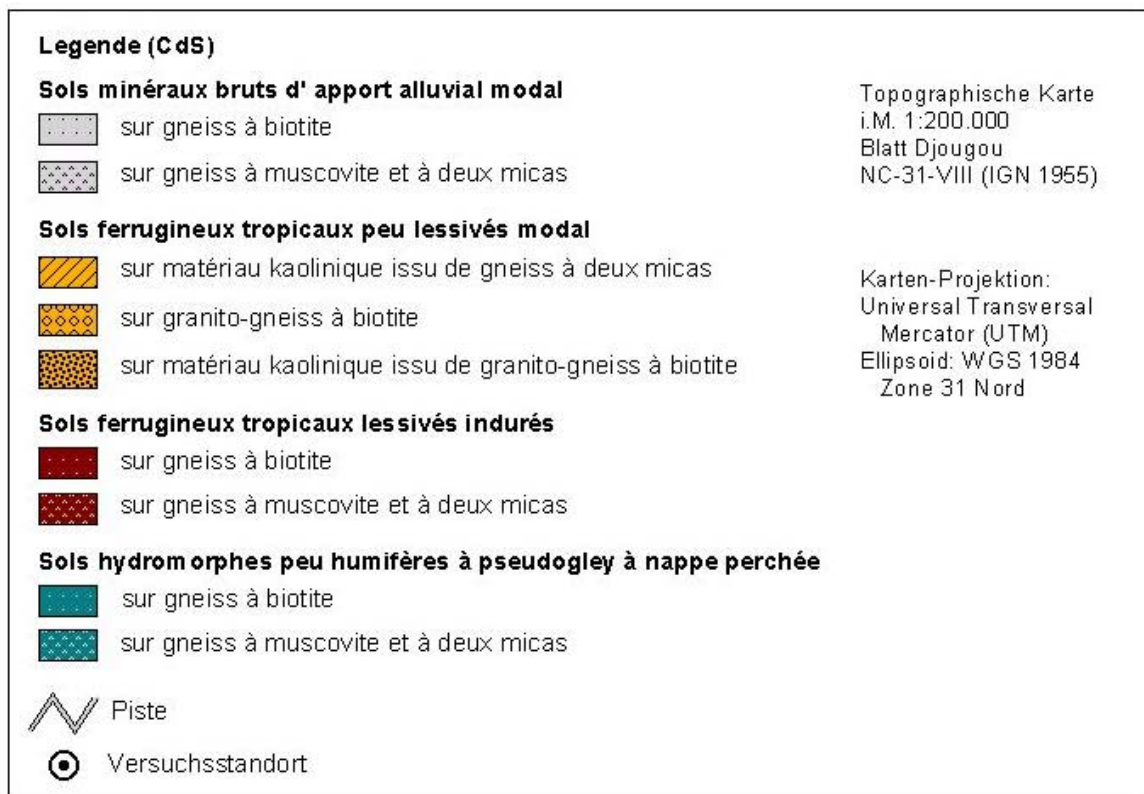 Legende (CdS)
Sols minéraux bruts d' apport alluvial modal
sur gneiss à biotite
sur gneiss à muscovite et à deux micas
Sols ferrugineux tropicaux peu lessivés modal
sur matériau kaolinique issu de gneiss à deux micas
sur granito-gneiss à biotite
sur matériau kaolinique issu de granito-gneiss à biotite
Sols ferrugineux tropicaux lessivés indurés
sur gneiss à biotite
sur gneiss à muscovite et à deux micas
Sols hydromorphes peu humifères à pseudogley à nappe perchée
sur gneiss à biotite
sur gneiss à muscovite et à deux micas
Piste
Versuchsstandort
Topographische Karte
i.M. 1:200.000
Blatt Djougou
NC-31-VIII (IGN 1955)
Karten-Projektion:
Universal Transversal
Mercator (UTM)
Ellipsoid: WGS 1984
Zone 31 Nord